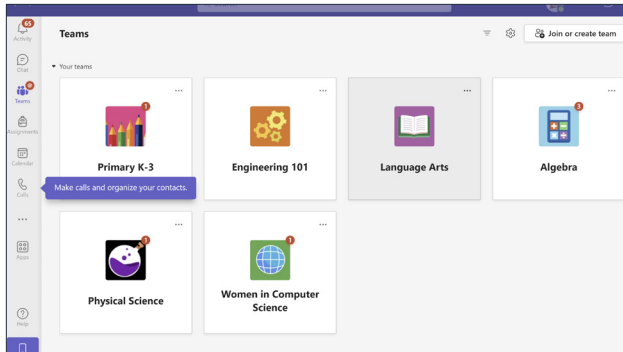 Teams
Join or create team
65
Activity
Chat
Teams
Assignments
Calendar
Calls
Apps
Help
Your teams
1
Primary K-3
Engineering 101
Language Arts
3
Algebra
Make calls and organize your contacts.
1
Physical Science
1
Women in Computer
Science